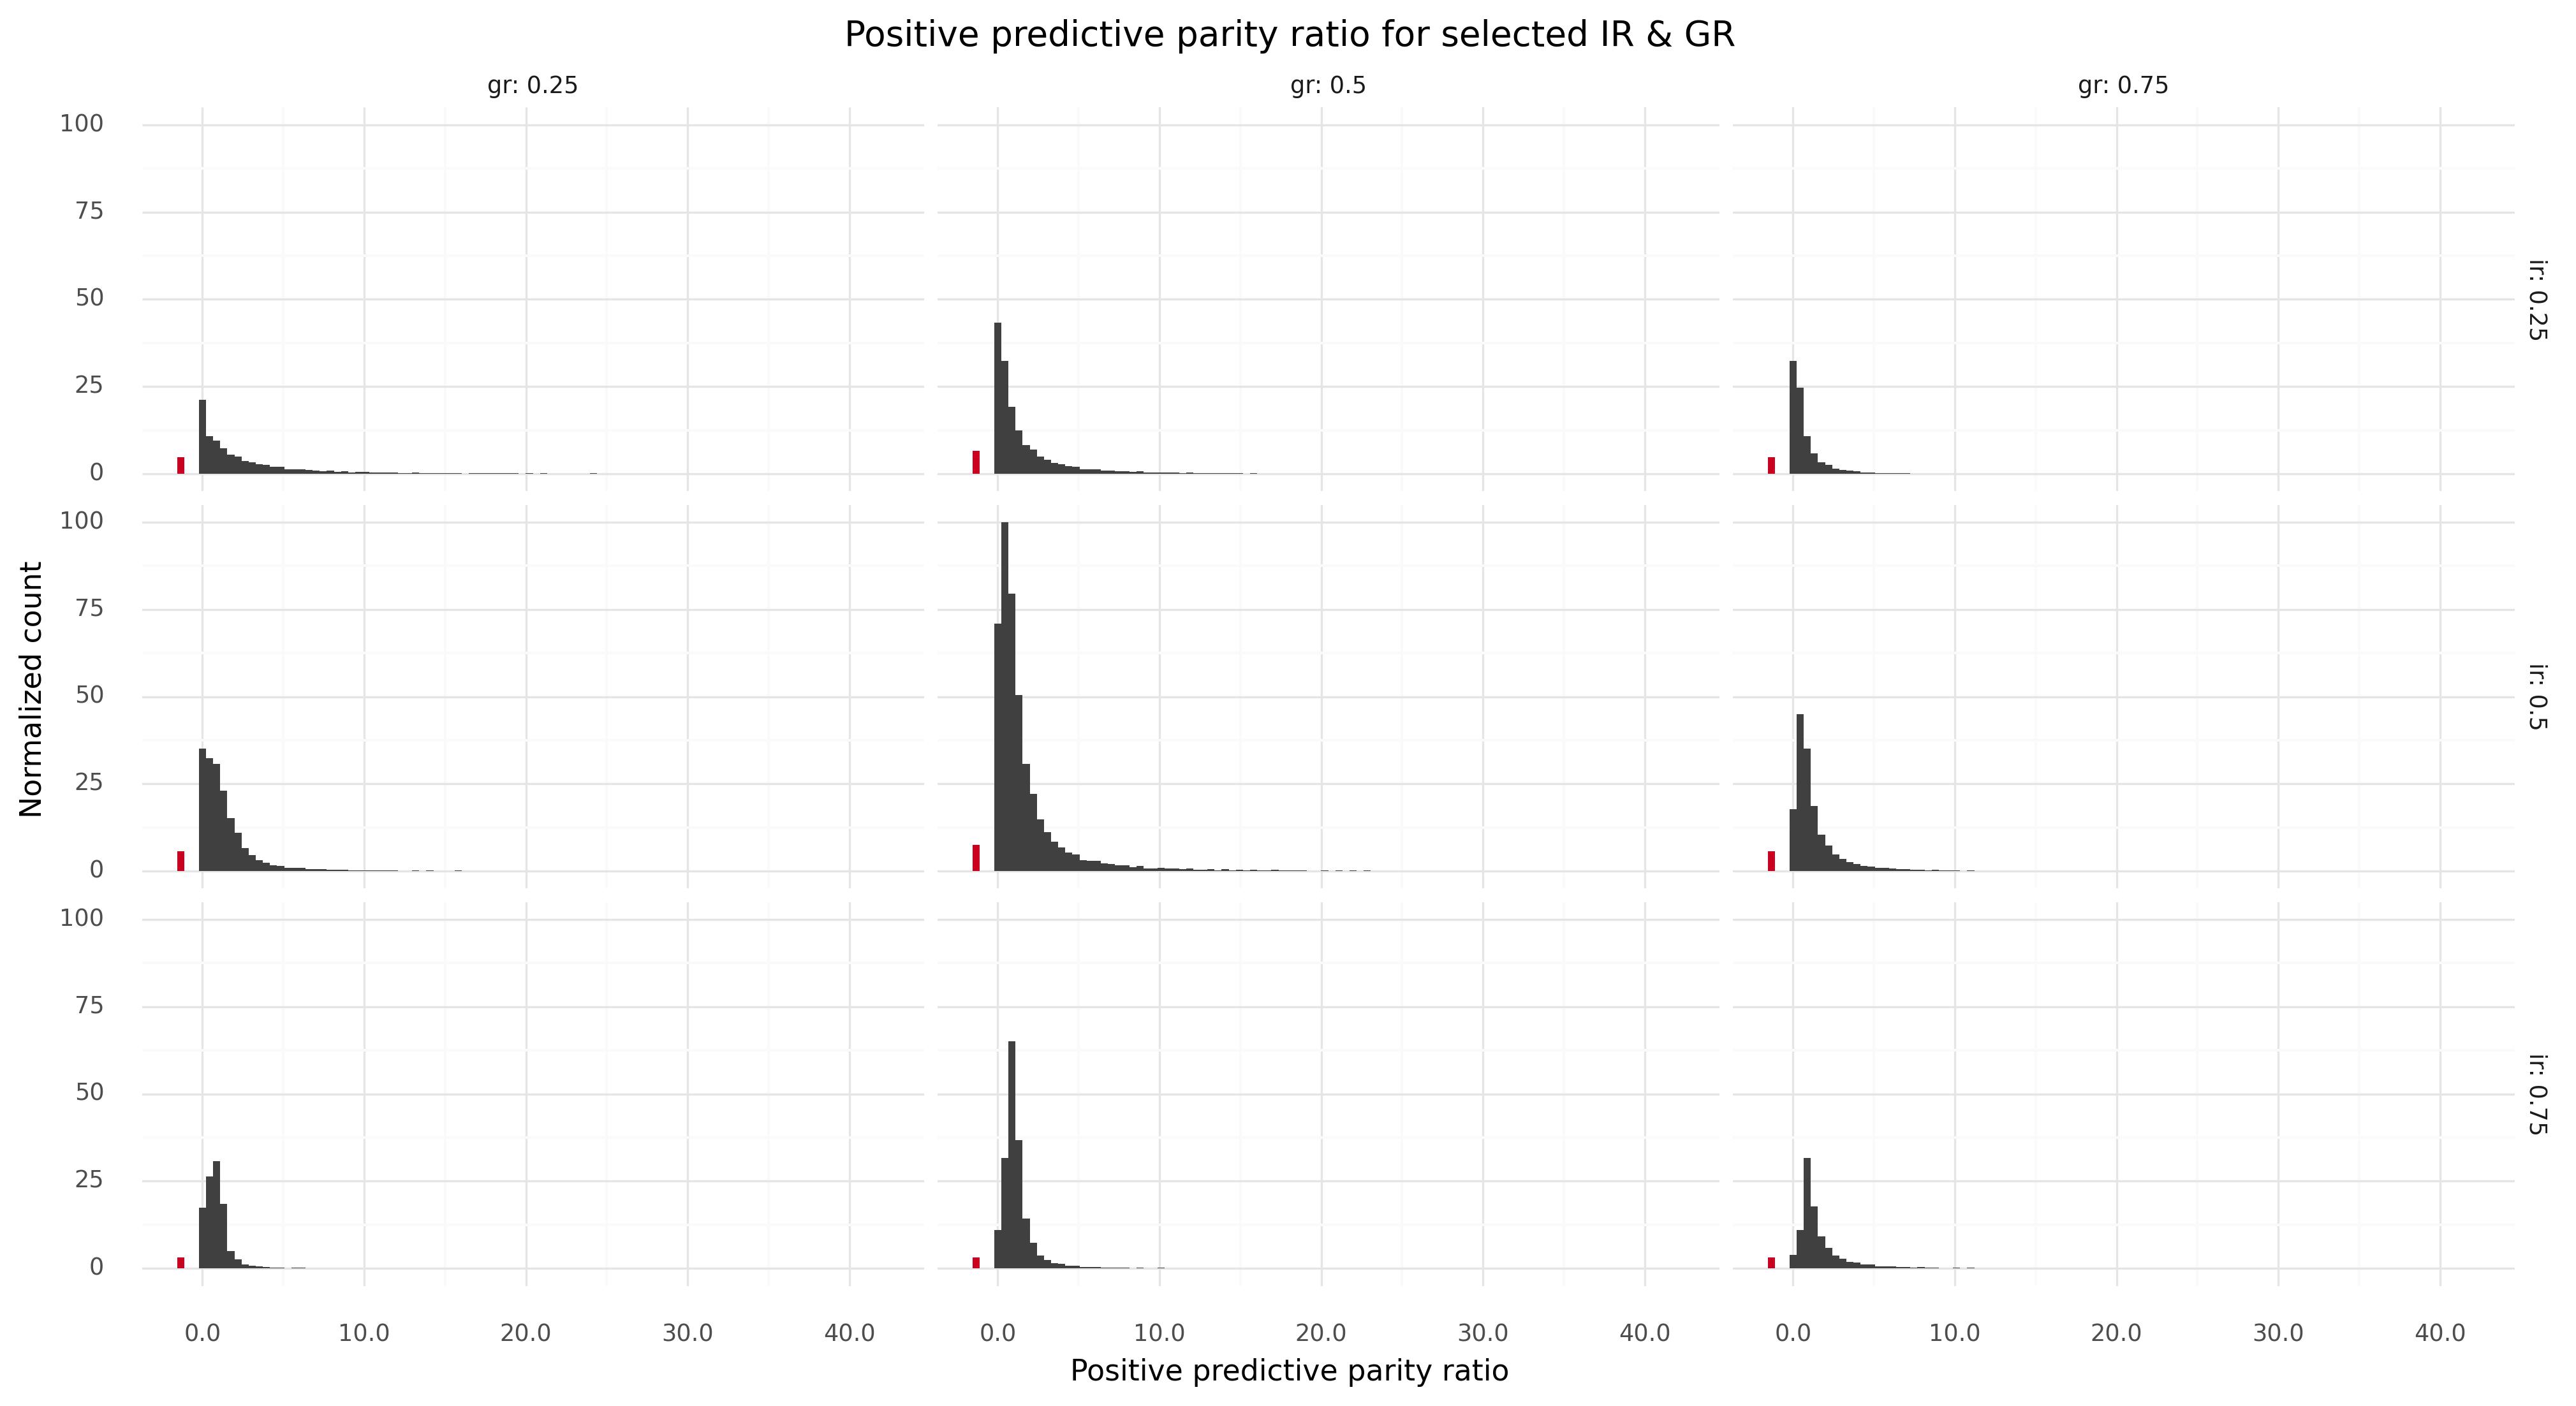 Positive predictive parity ratio for selected IR & GR
gr: 0.25 gr: 0.5 gr: 0.75
100
75
50
25
0
ir: 0.25
100
75
50
25
0
ir: 0.5
Normalized count
100
75
50
25
0
ir: 0.75
0.0 10.0 20.0 30.0 40.0 0.0 10.0 20.0 30.0 40.0 0.0 10.0 20.0 30.0 40.0
Positive predictive parity ratio